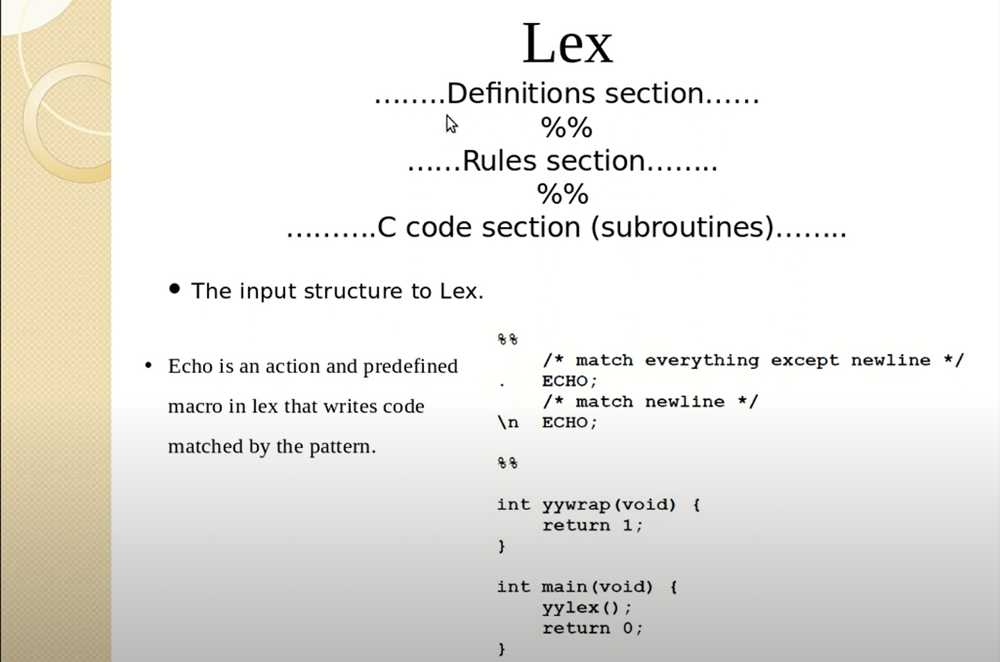 Lex
........Definitions section......
%%
......Rules section........
%%
..........C code section (subroutines)........
● The input structure to Lex.
• Echo is an action and predefined
macro in lex that writes code
matched by the pattern.
%%
    /* match everything except newline */
.   ECHO;
    /* match newline */
\n  ECHO;
%%
int yywrap(void) {
    return 1;
}
int main(void) {
    yylex();
    return 0;
}